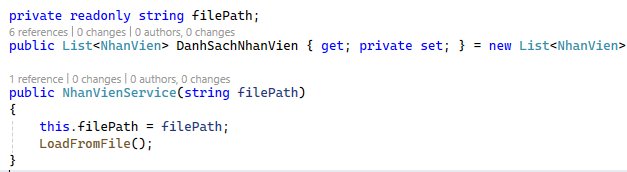 private readonly string filePath;
6 references | 0 changes | 0 authors, 0 changes
public List<NhanVien> DanhSachNhanVien { get; private set; } = new List<NhanVien>
1 reference | 0 changes | 0 authors, 0 changes
public NhanVienService(string filePath)
{
this.filePath = filePath;
LoadFromFile();
}